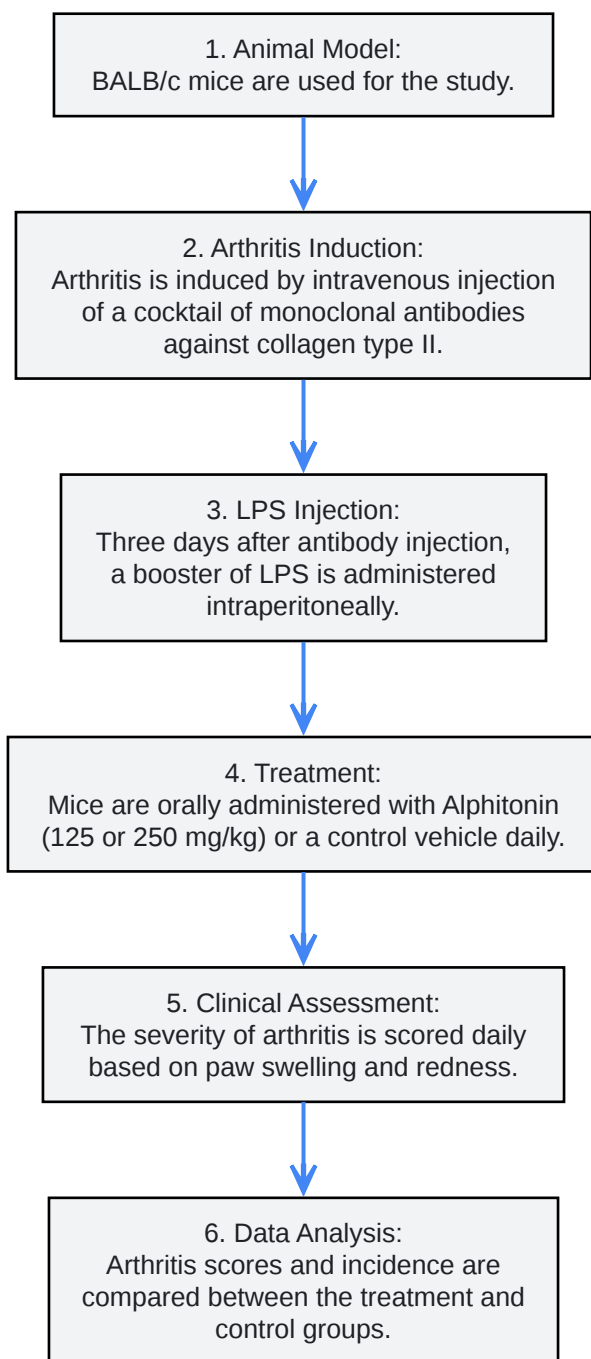 1. Animal Model:
BALB/c mice are used for the study.
2. Arthritis Induction:
Arthritis is induced by intravenous injection
of a cocktail of monoclonal antibodies
against collagen type II.
3. LPS Injection:
Three days after antibody injection,
a booster of LPS is administered
intraperitoneally.
4. Treatment:
Mice are orally administered with Alphitonin
(125 or 250 mg/kg) or a control vehicle daily.
5. Clinical Assessment:
The severity of arthritis is scored daily
based on paw swelling and redness.
6. Data Analysis:
Arthritis scores and incidence are
compared between the treatment and
control groups.